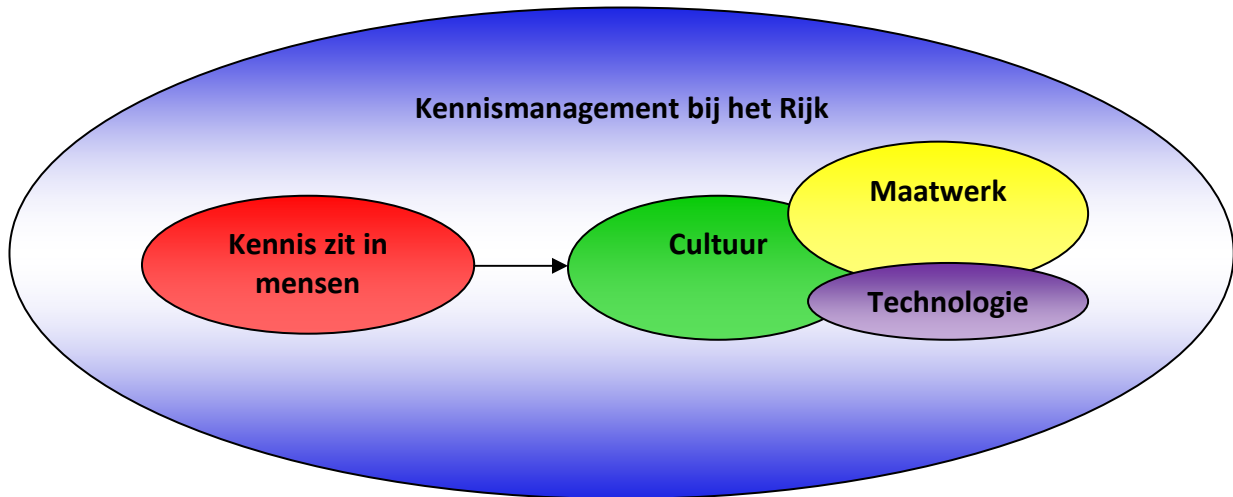 Kennismanagement bij het Rijk
Kennis zit in
mensen
Cultuur
Maatwerk
Technologie